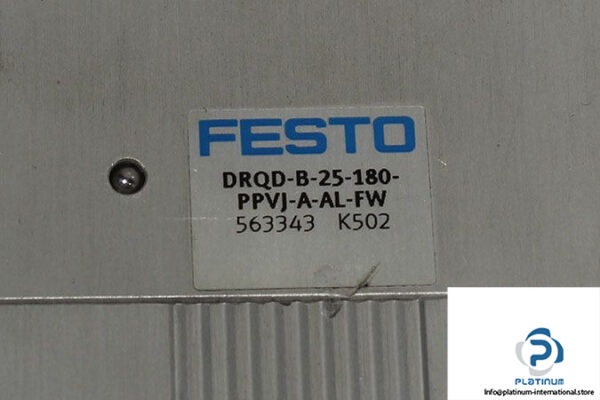 FESTO
DRQD-B-25-180-
PPVJ-A-AL-FW
563343 K502
PLATINUM
Info@platinum-international.store